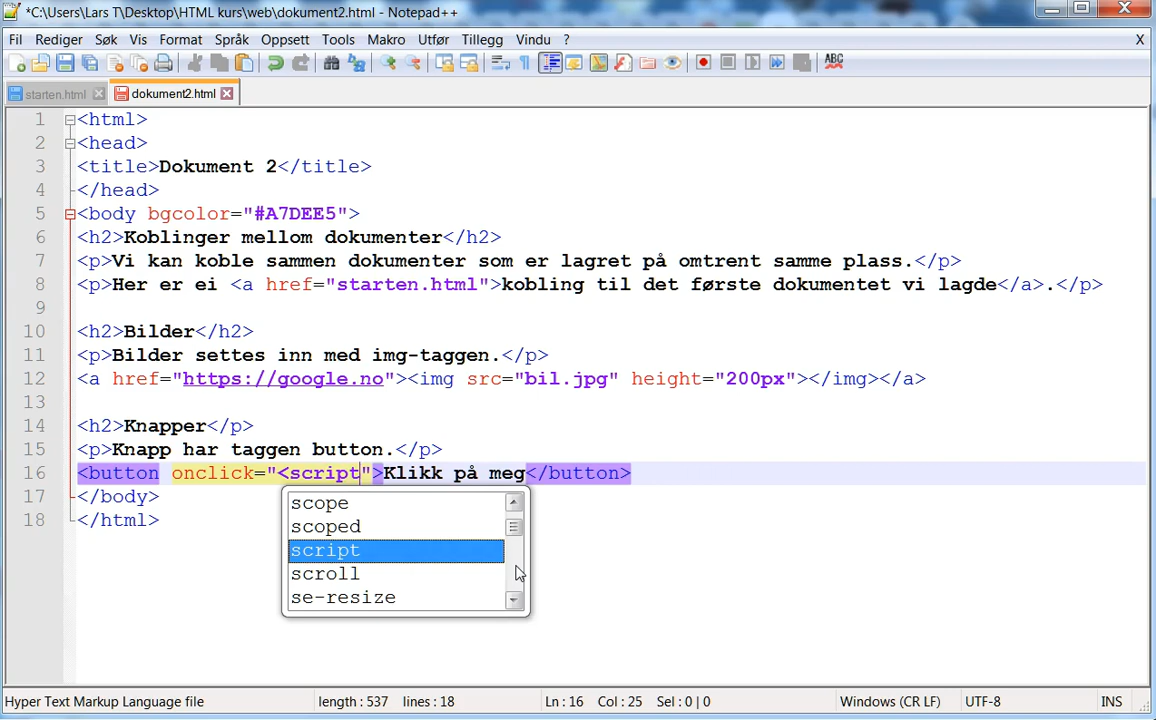 *C:\Users\Lars T\Desktop\HTML kurs\web\dokument2.html - Notepad++
Fil Rediger Søk Vis Format Språk Oppsett Tools Makro Utfør Tillegg Vindu ? X
ABC
starten.html dokument2.html
1 <html>
2 <head>
3 <title>Dokument 2</title>
4 </head>
5 <body bgcolor="#A7DEE5">
6 <h2>Koblinger mellom dokumenter</h2>
7 <p>Vi kan koble sammen dokumenter som er lagret på omtrent samme plass.</p>
8 <p>Her er ei <a href="starten.html">kobling til det første dokumentet vi lagde</a>.</p>
9
10 <h2>Bilder</h2>
11 <p>Bilder settes inn med img-taggen.</p>
12 <a href="https://google.no"><img src="bil.jpg" height="200px"></img></a>
13
14 <h2>Knapper</p>
15 <p>Knapp har taggen button.</p>
16 <button onclick="<script">Klikk på meg</button>
17 </body>
18 </html>
scope
scoped
script
scroll
se-resize
Hyper Text Markup Language file length : 537 lines : 18 Ln : 16 Col : 25 Sel : 0 | 0 Windows (CR LF) UTF-8 INS